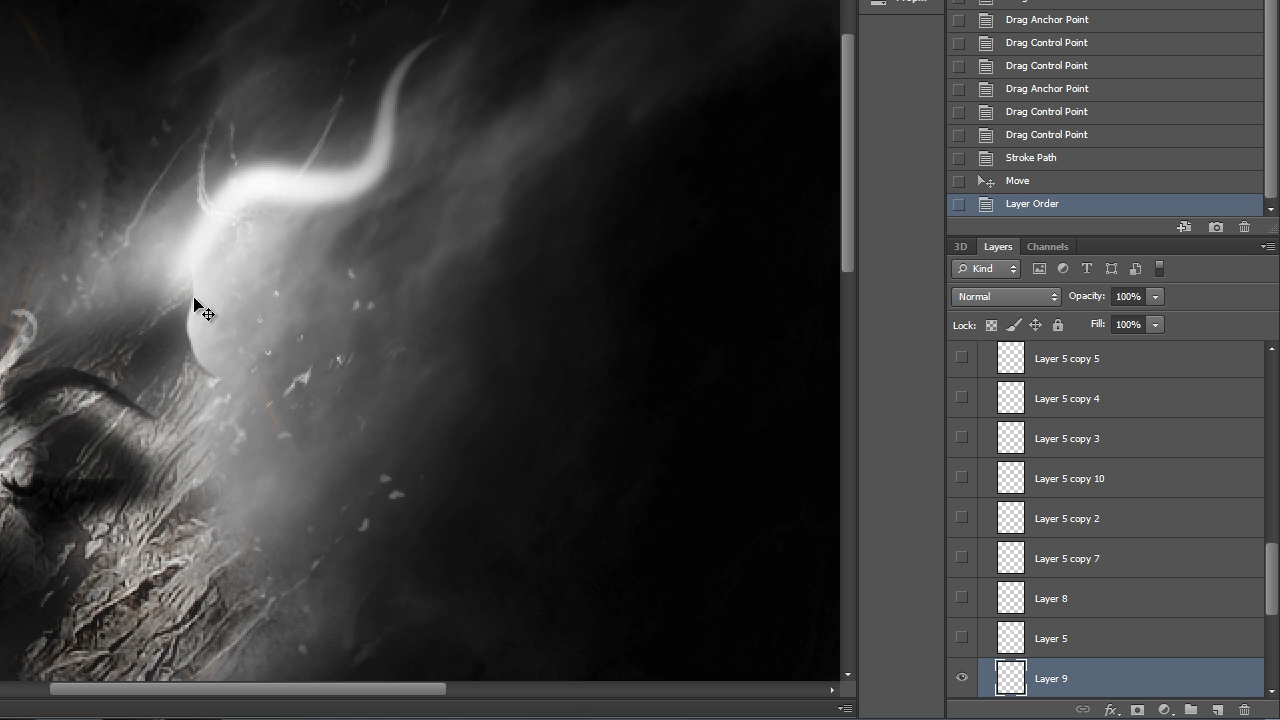 Drag Anchor Point
Drag Control Point
Drag Control Point
Drag Anchor Point
Drag Control Point
Drag Control Point
Stroke Path
Move
Layer Order
3D Layers Channels
Kind
Normal Opacity: 100%
Lock: Fill: 100%
Layer 5 copy 5
Layer 5 copy 4
Layer 5 copy 3
Layer 5 copy 10
Layer 5 copy 2
Layer 5 copy 7
Layer 8
Layer 5
Layer 9
fx